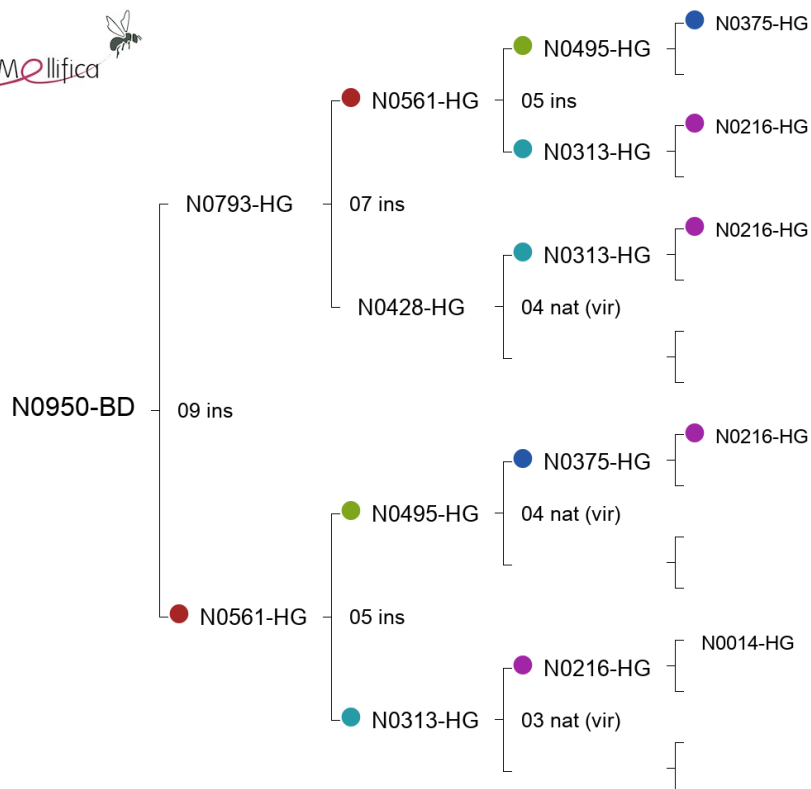 Mellifica
N0375-HG
N0495-HG
N0561-HG
05 ins
N0216-HG
N0313-HG
N0793-HG
07 ins
N0216-HG
N0313-HG
N0428-HG
04 nat (vir)
N0950-BD
09 ins
N0216-HG
N0375-HG
N0495-HG
04 nat (vir)
N0561-HG
05 ins
N0014-HG
N0216-HG
N0313-HG
03 nat (vir)